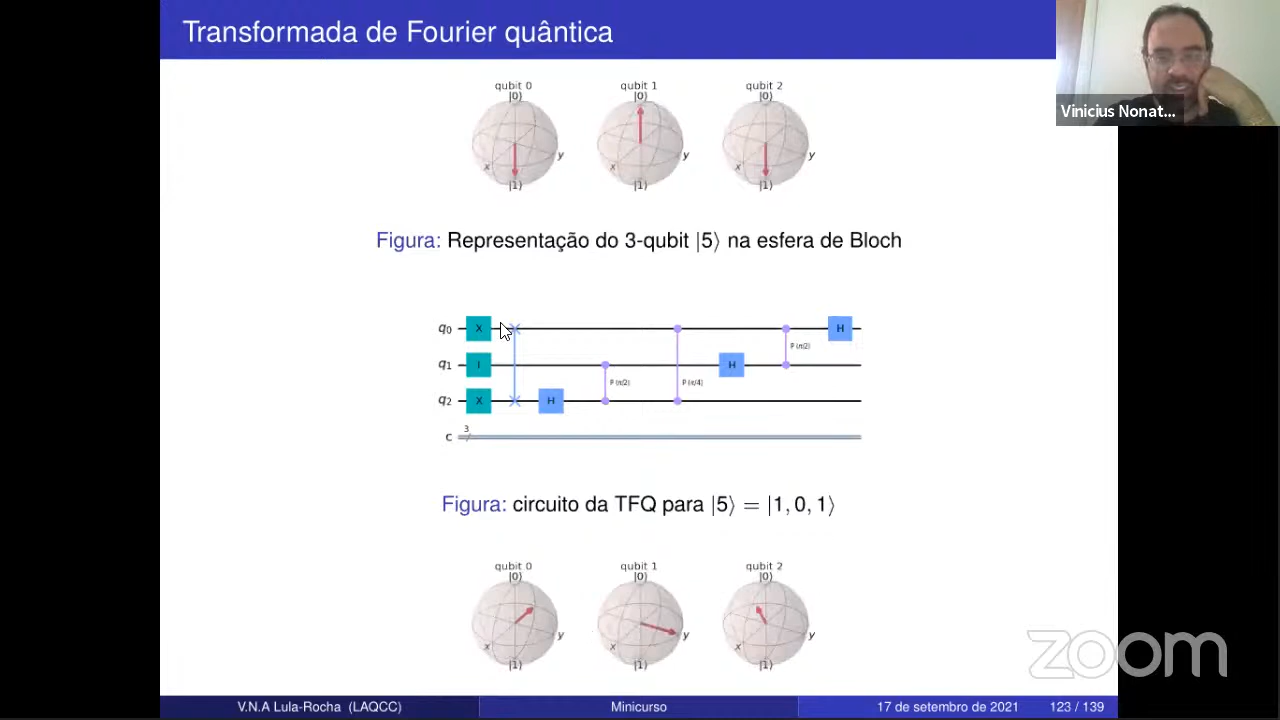 Transformada de Fourier quântica
Vinicius Nonat...
qubit 0 qubit 1 qubit 2
|0⟩ |0⟩ |0⟩
x y x y x y
|1⟩ |1⟩ |1⟩
Figura: Representação do 3-qubit |5⟩ na esfera de Bloch
q0 X H
P (π/2)
q1 I H
P (π/2) P (π/4)
q2 X H
3
c
Figura: circuito da TFQ para |5⟩ = |1, 0, 1⟩
qubit 0 qubit 1 qubit 2
|0⟩ |0⟩ |0⟩
x y x y x y
|1⟩ |1⟩ |1⟩
zoom
V.N.A Lula-Rocha (LAQCC) Minicurso 17 de setembro de 2021 123 / 139